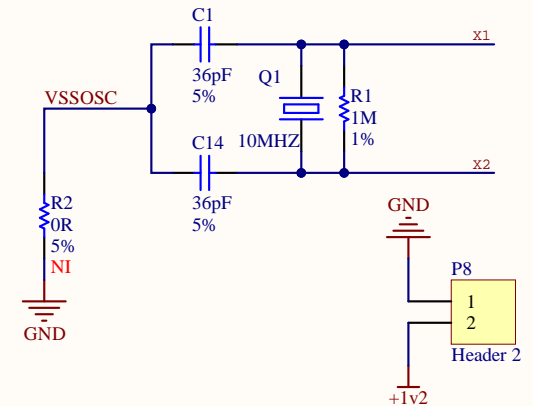 C1
X1
36pF
5%
Q1
VSSOSC
R1
1M
1%
10MHZ
C14
X2
36pF
5%
R2
0R
5%
NI
GND
GND
P8
1
2
Header 2
+1v2